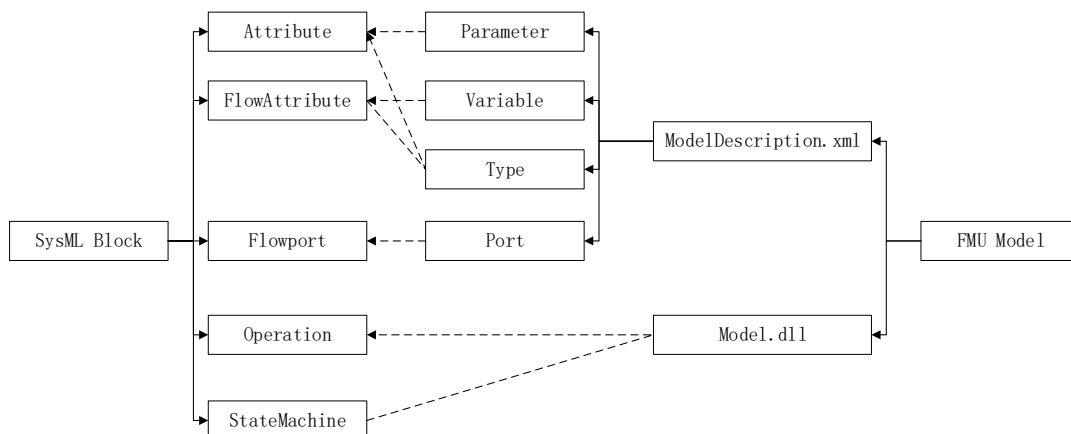 Attribute
Parameter
FlowAttribute
Variable
ModelDescription.xml
Type
SysML Block
Flowport
Port
FMU Model
Operation
Model.dll
StateMachine